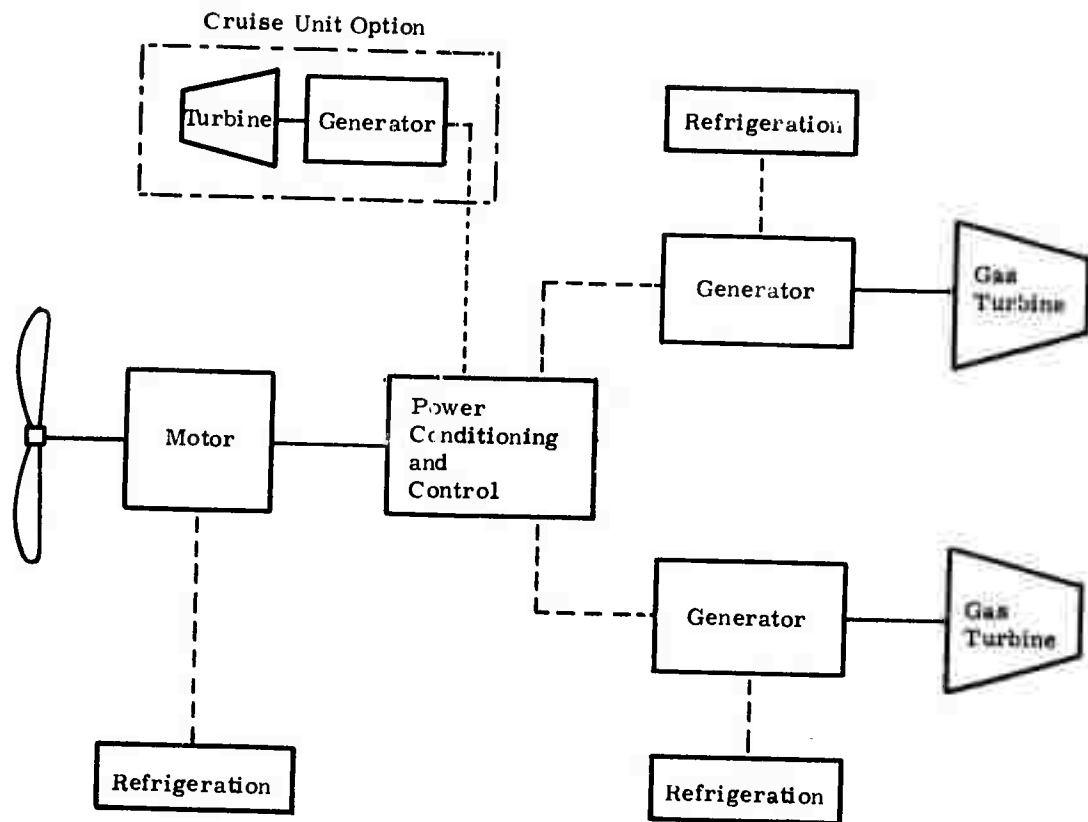 Cruise Unit Option
Turbine
Generator
Refrigeration
Generator
Gas
Turbine
Motor
Power
Conditioning
and
Control
Generator
Gas
Turbine
Refrigeration
Refrigeration